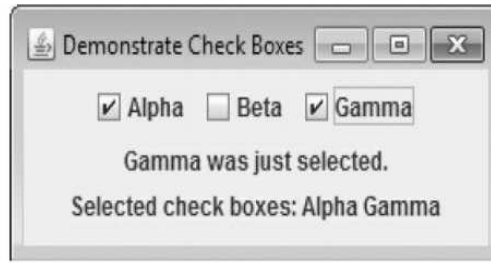 Demonstrate Check Boxes
Alpha Beta Gamma
Gamma was just selected.
Selected check boxes: Alpha Gamma